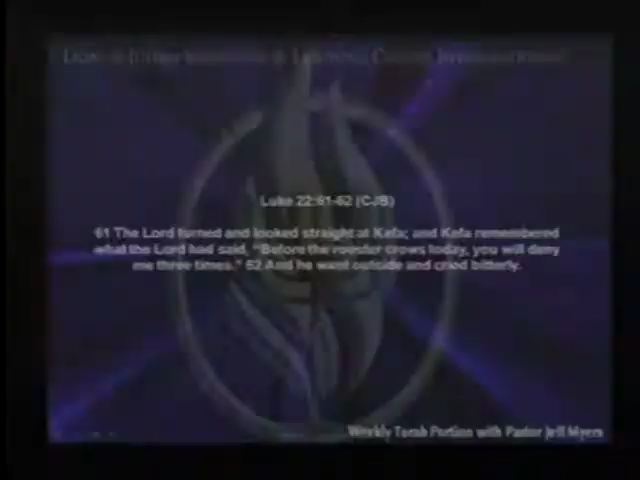 Luke 22:61-62 (CJB)
61 The Lord turned and looked straight at Kefa; and Kefa remembered
what the Lord had said, "Before the rooster crows today, you will deny
me three times." 62 And he went outside and cried bitterly.
Weekly Torah Portion with Pastor Jeff Myers